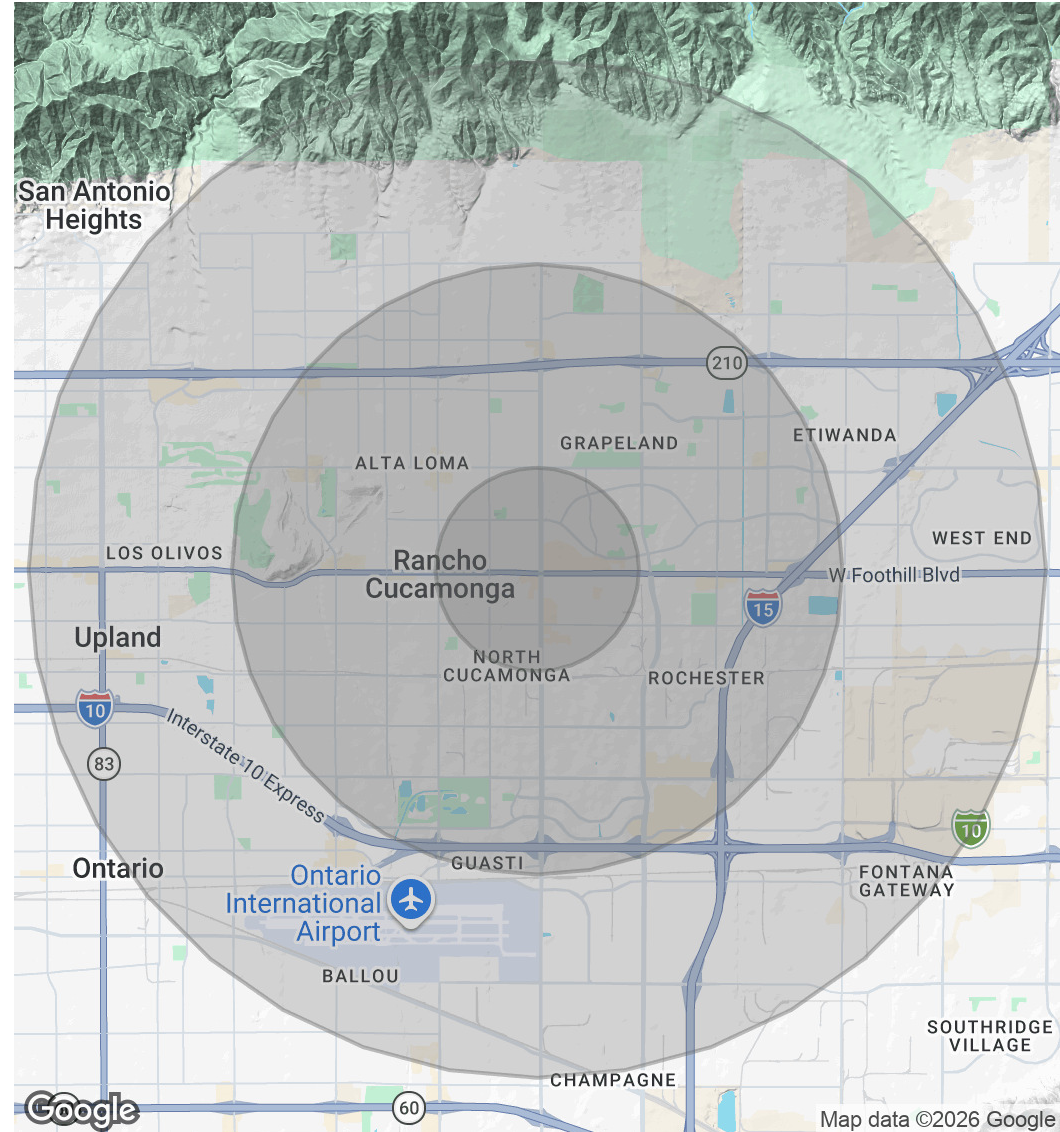 San Antonio
Heights
210
GRAPELAND
ETIWANDA
ALTA LOMA
WEST END
LOS OLIVOS
Rancho
Cucamonga
W Foothill Blvd
15
Upland
NORTH
CUCAMONGA
ROCHESTER
10
Interstate 10 Express
83
10
GUASTI
Ontario
Ontario
International
Airport
FONTANA
GATEWAY
BALLOU
SOUTHRIDGE
VILLAGE
CHAMPAGNE
Google
60
Map data ©2026 Google